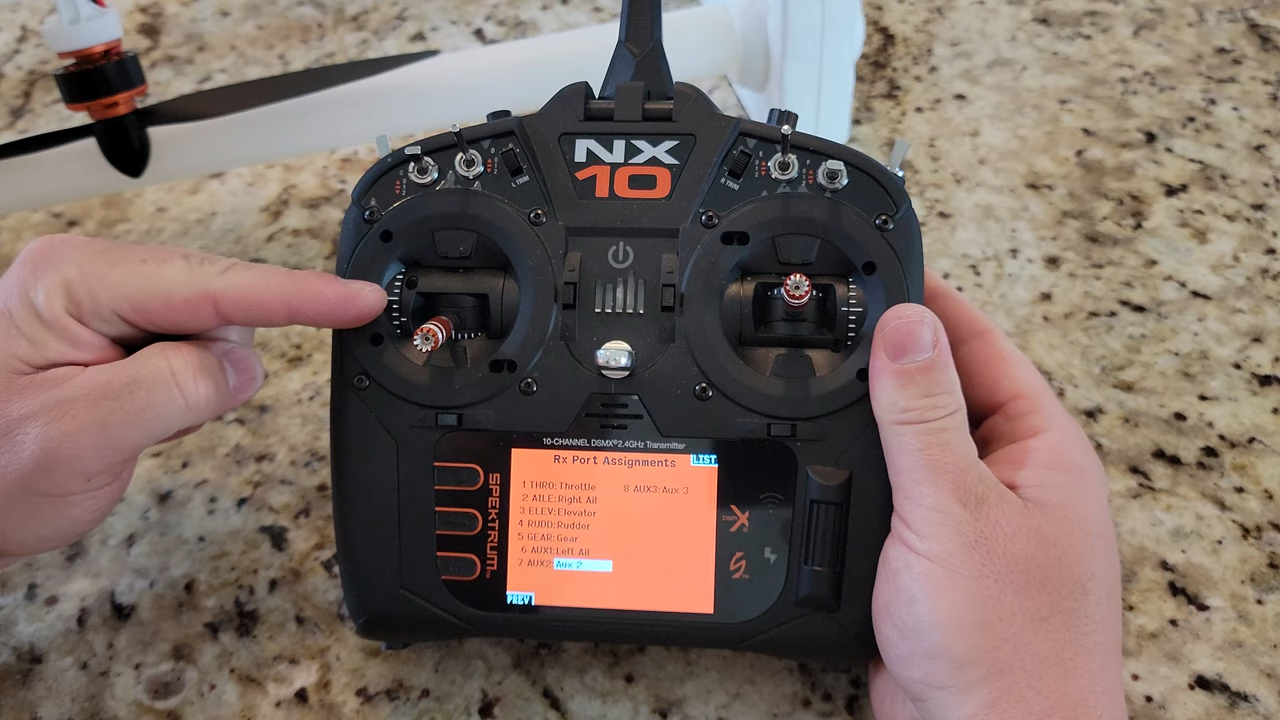 NX
10
L TRIM
R TRIM
10-CHANNEL DSMX® 2.4GHz Transmitter
SPEKTRUM
Rx Port Assignments
LIST
1 THRO: Throttle
2 AILE: Right Ail
3 ELEV: Elevator
4 RUDD: Rudder
5 GEAR: Gear
6 AUX1: Left Ail
7 AUX2: Aux 2
8 AUX3: Aux 3
PREV